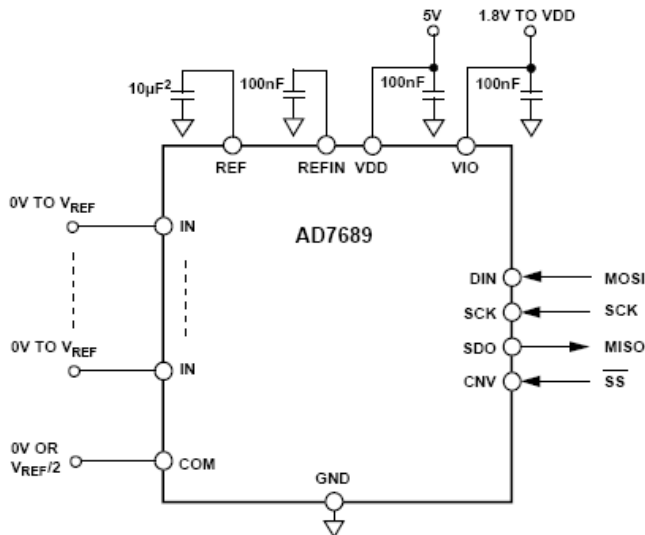 5V
1.8V TO VDD
10µF²
100nF
100nF
100nF
REF
REFIN
VDD
VIO
0V TO VREF
IN
AD7689
DIN
MOSI
SCK
SCK
0V TO VREF
SDO
MISO
IN
CNV
SS
0V OR
VREF/2
COM
GND